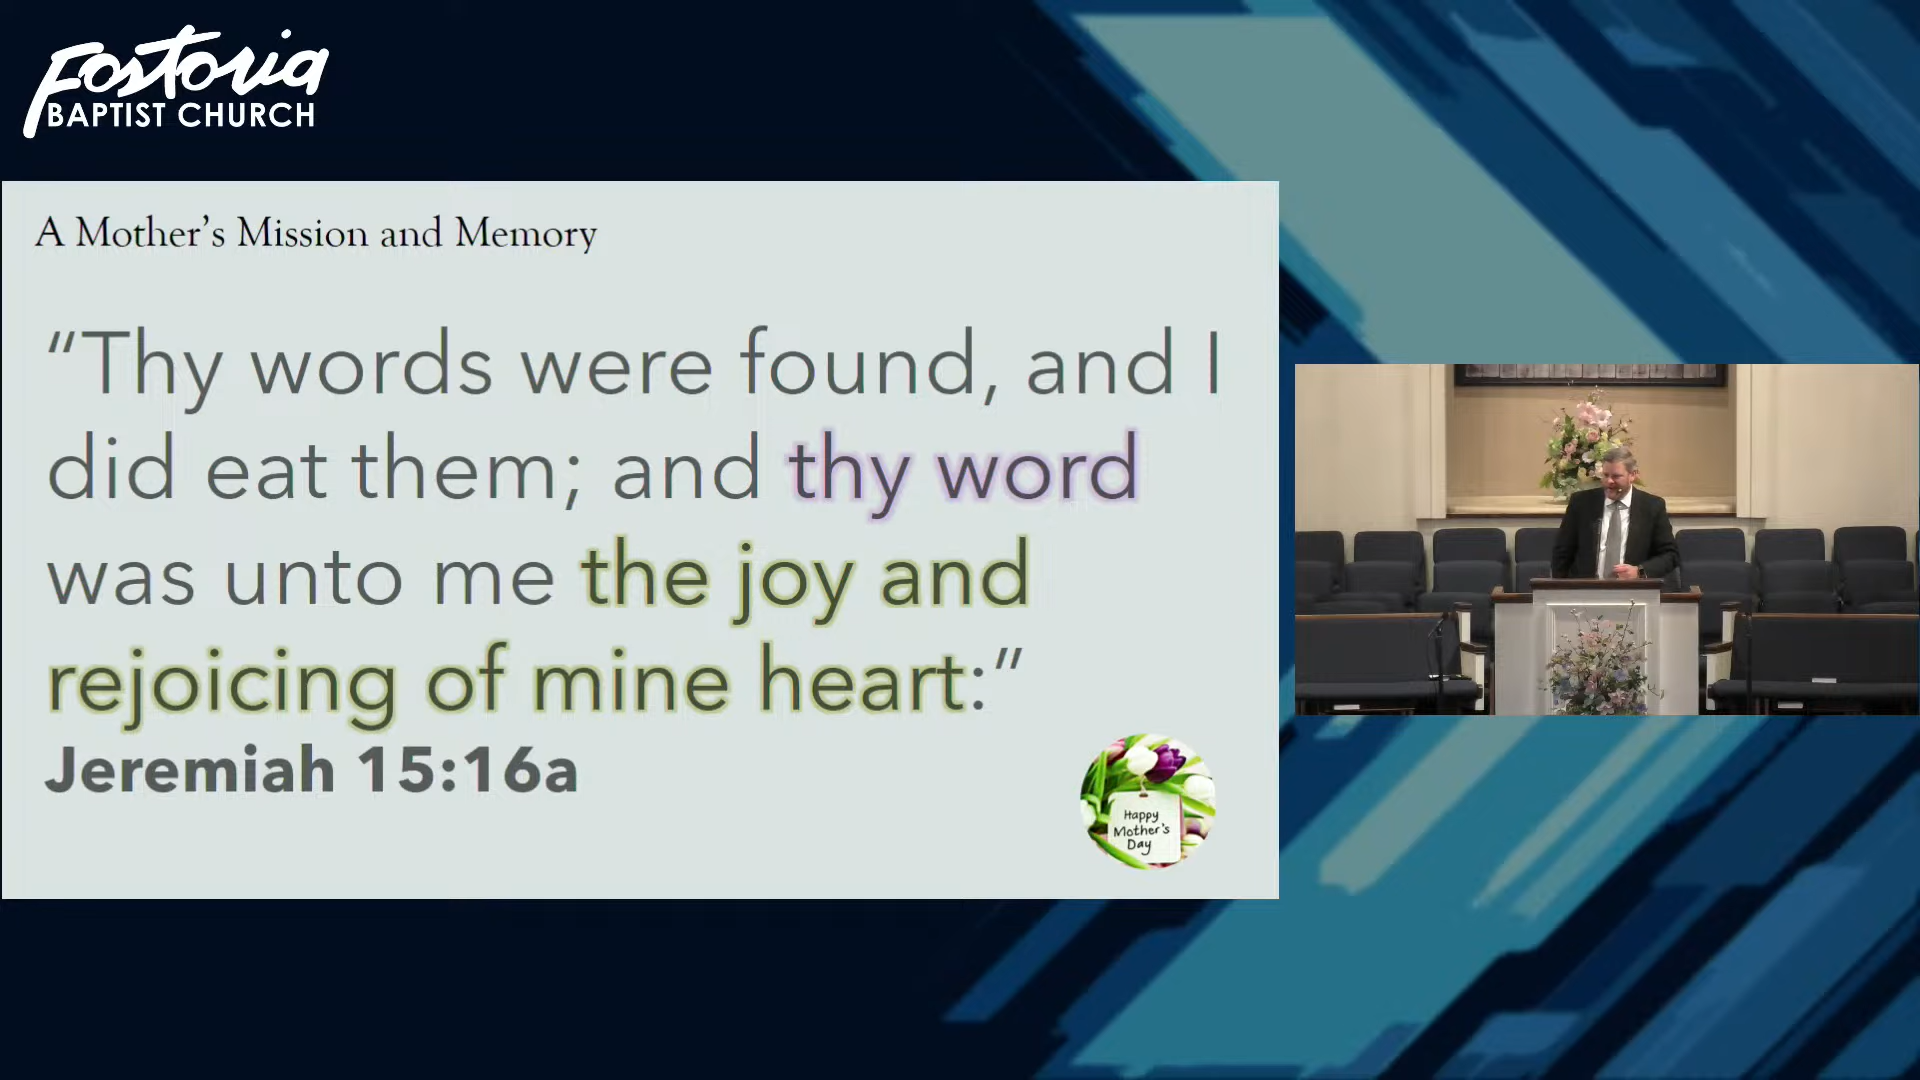 Fostoria
BAPTIST CHURCH
A Mother's Mission and Memory
“Thy words were found, and I
did eat them; and thy word
was unto me the joy and
rejoicing of mine heart:”
Jeremiah 15:16a
Happy
Mother's
Day